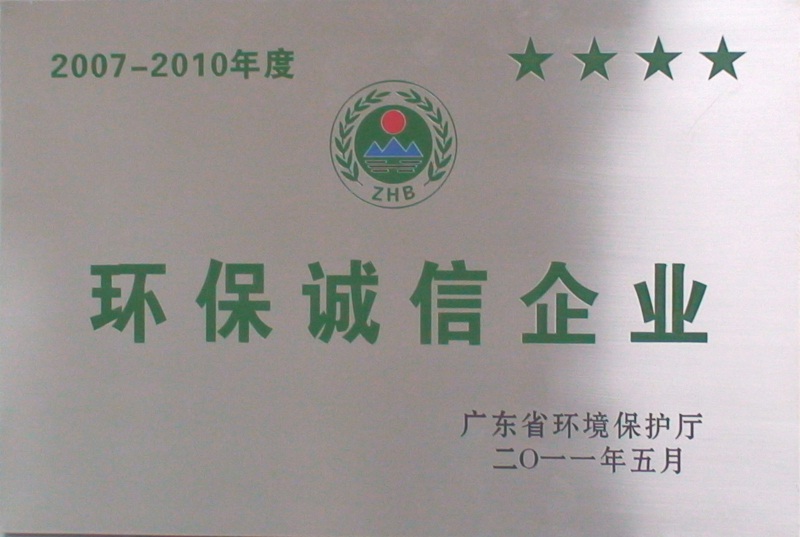 2007-2010年度
★★★★
ZHB
环保诚信企业
广东省环境保护厅
二〇一一年五月